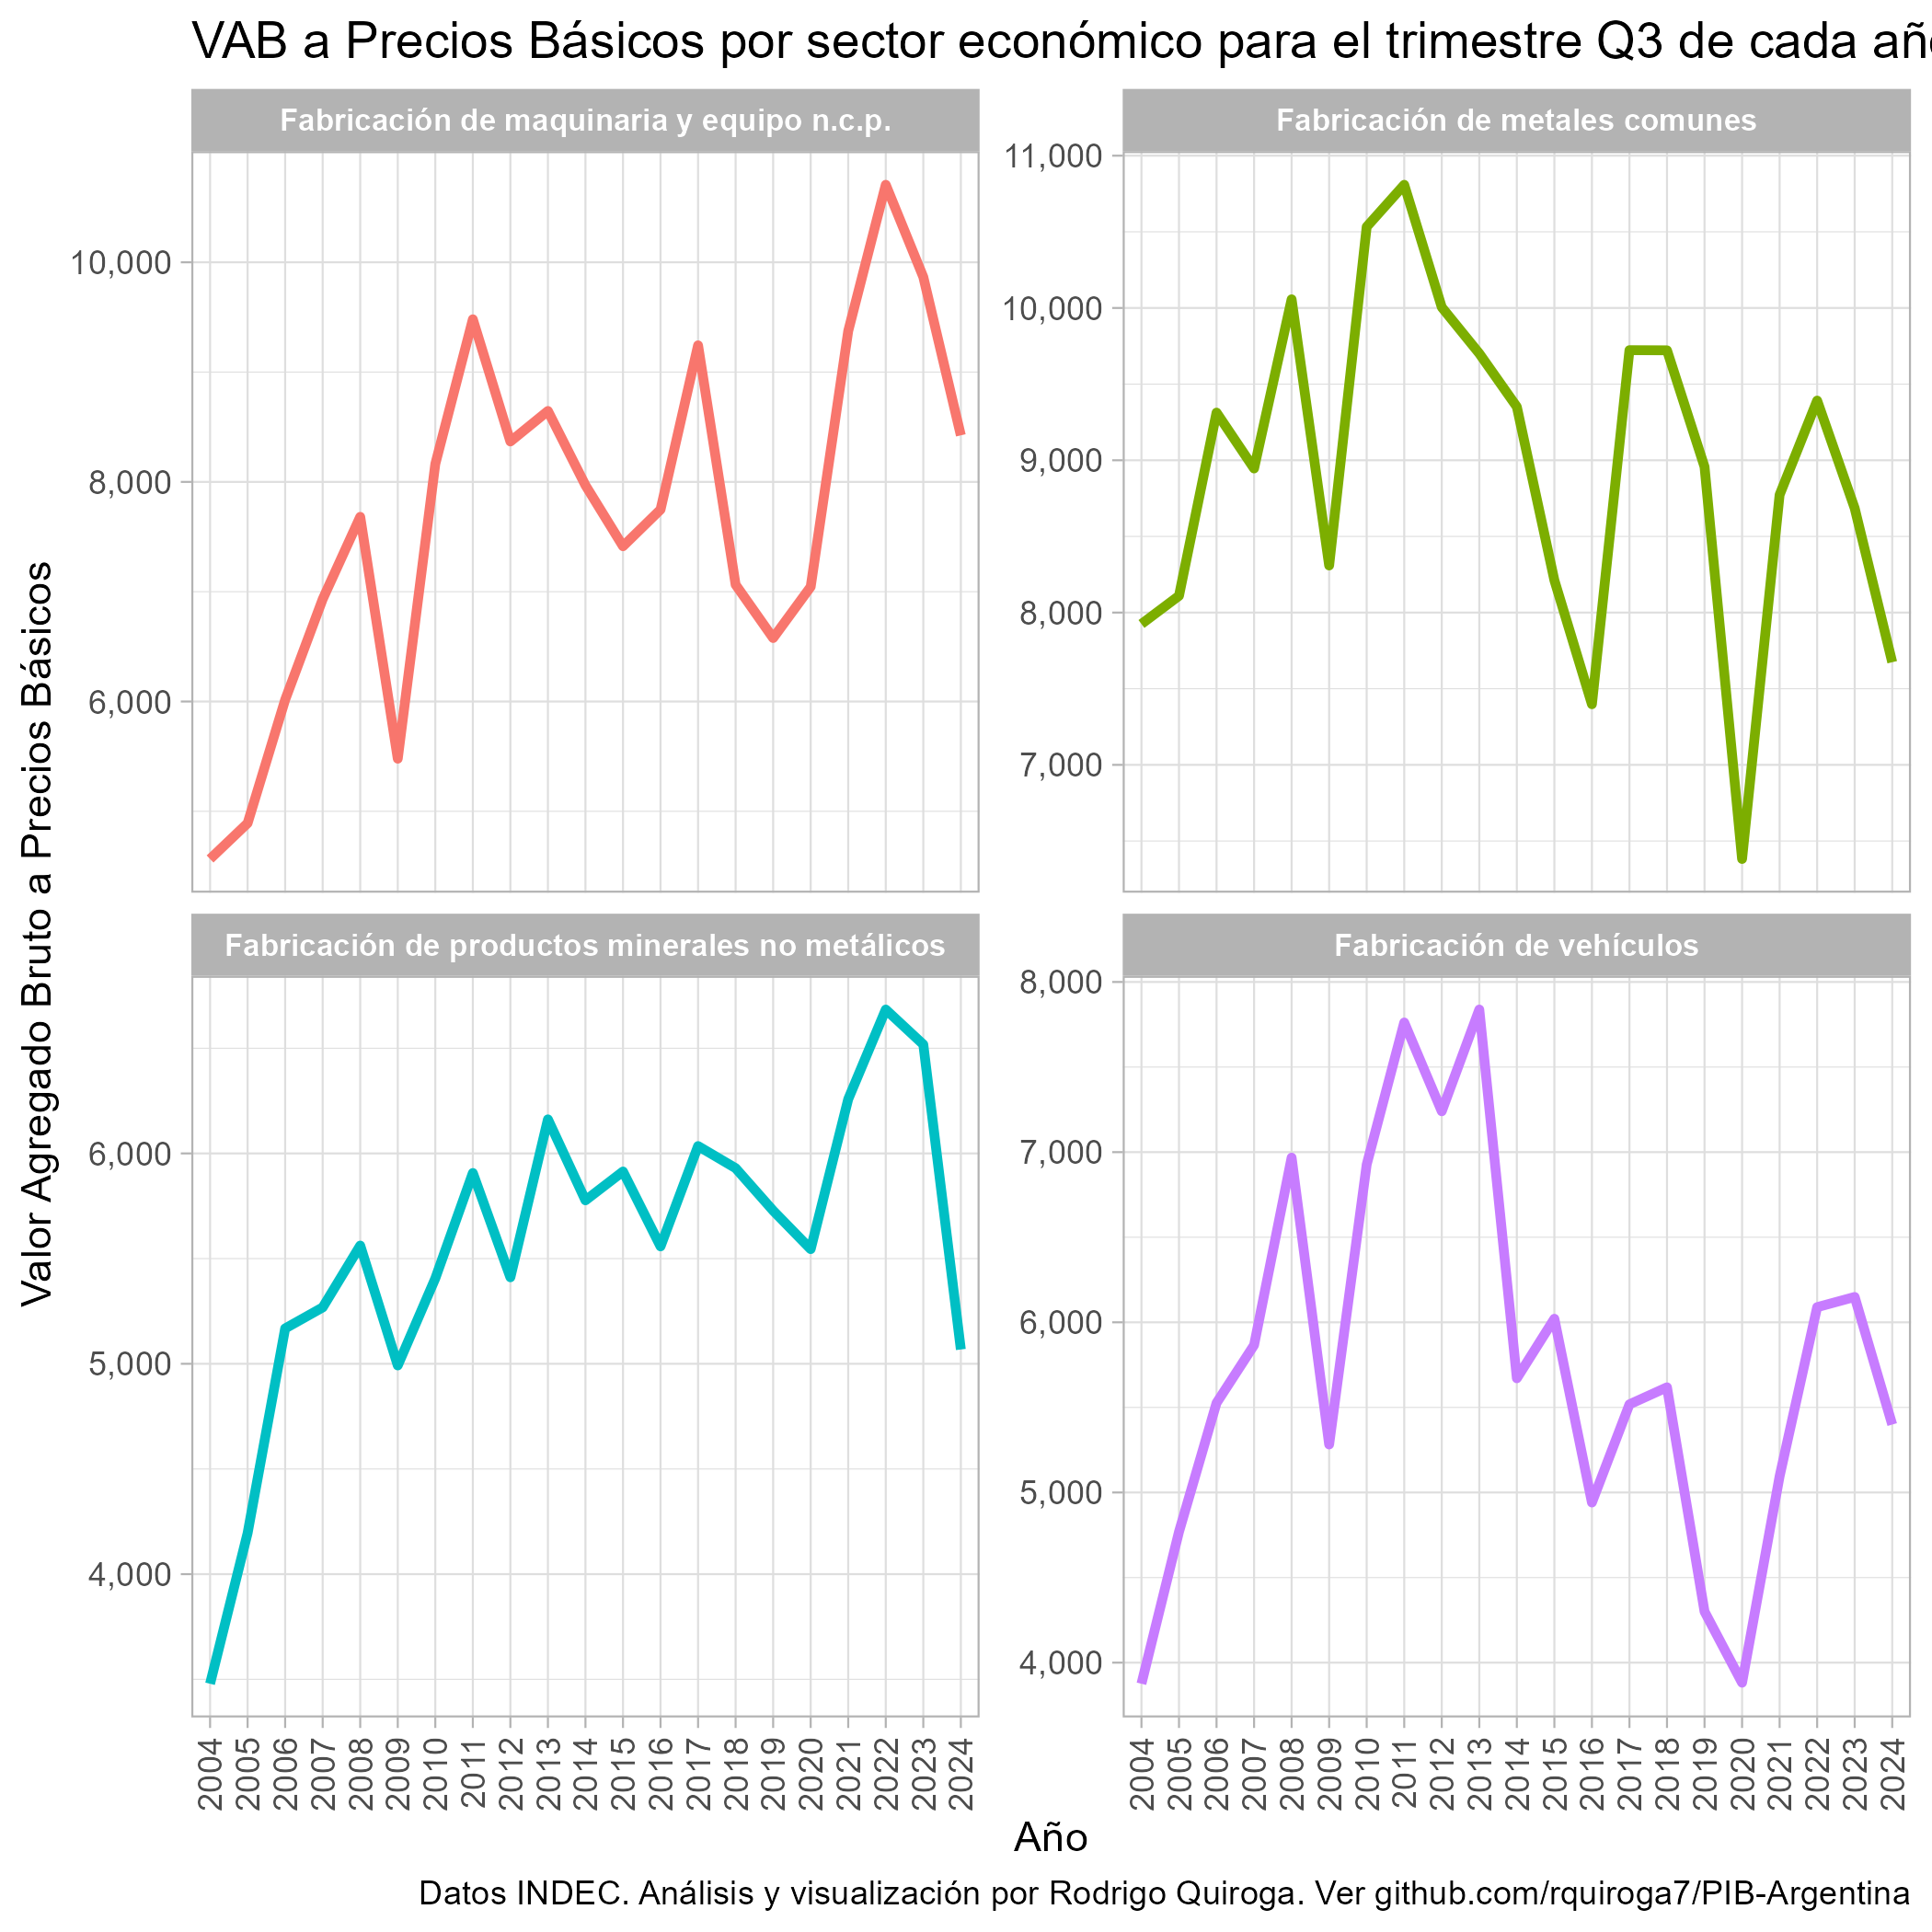 VAB a Precios Básicos por sector económico para el trimestre Q3 de cada añ
Valor Agregado Bruto a Precios Básicos
Fabricación de maquinaria y equipo n.c.p.
10,000
8,000
6,000
Fabricación de metales comunes
11,000
10,000
9,000
8,000
7,000
Fabricación de productos minerales no metálicos
6,000
5,000
4,000
Fabricación de vehículos
8,000
7,000
6,000
5,000
4,000
2004 2005 2006 2007 2008 2009 2010 2011 2012 2013 2014 2015 2016 2017 2018 2019 2020 2021 2022 2023 2024
2004 2005 2006 2007 2008 2009 2010 2011 2012 2013 2014 2015 2016 2017 2018 2019 2020 2021 2022 2023 2024
Año
Datos INDEC. Análisis y visualización por Rodrigo Quiroga. Ver github.com/rquiroga7/PIB-Argentina